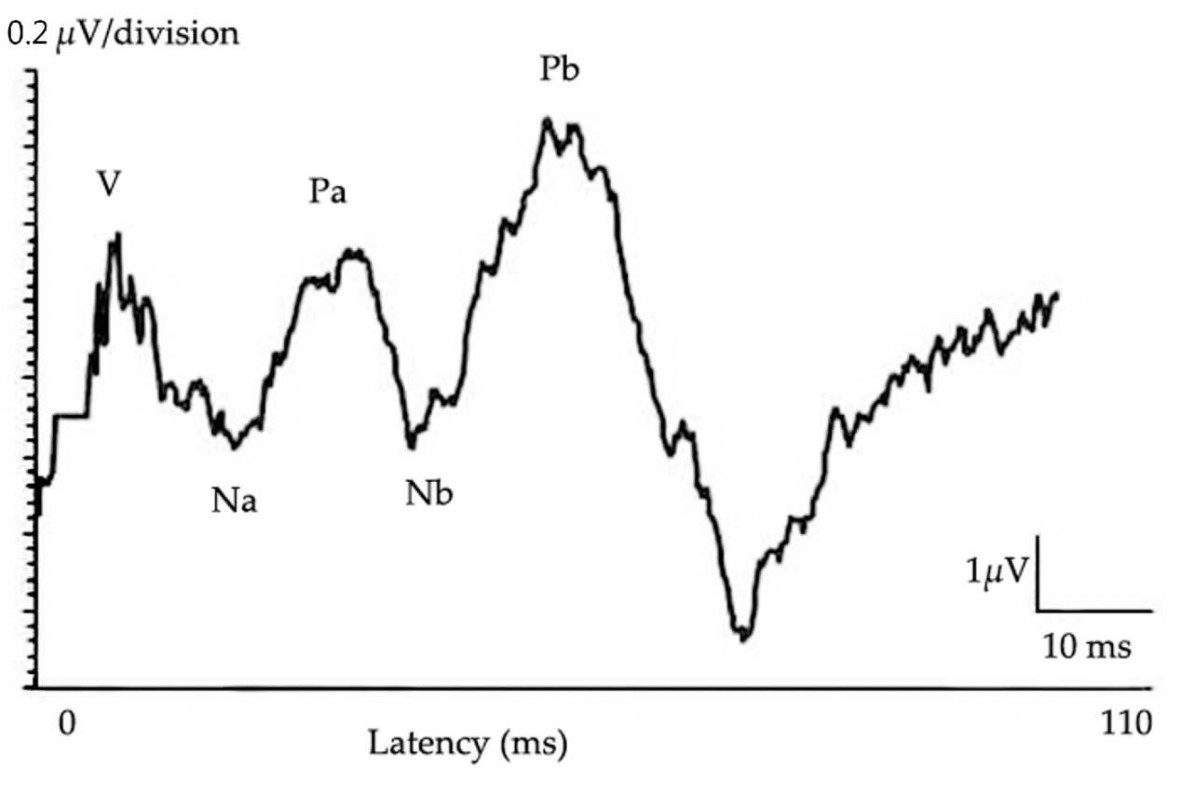 0.2 μV/division
Pb
V
Pa
Na
Nb
1μV
10 ms
0
110
Latency (ms)